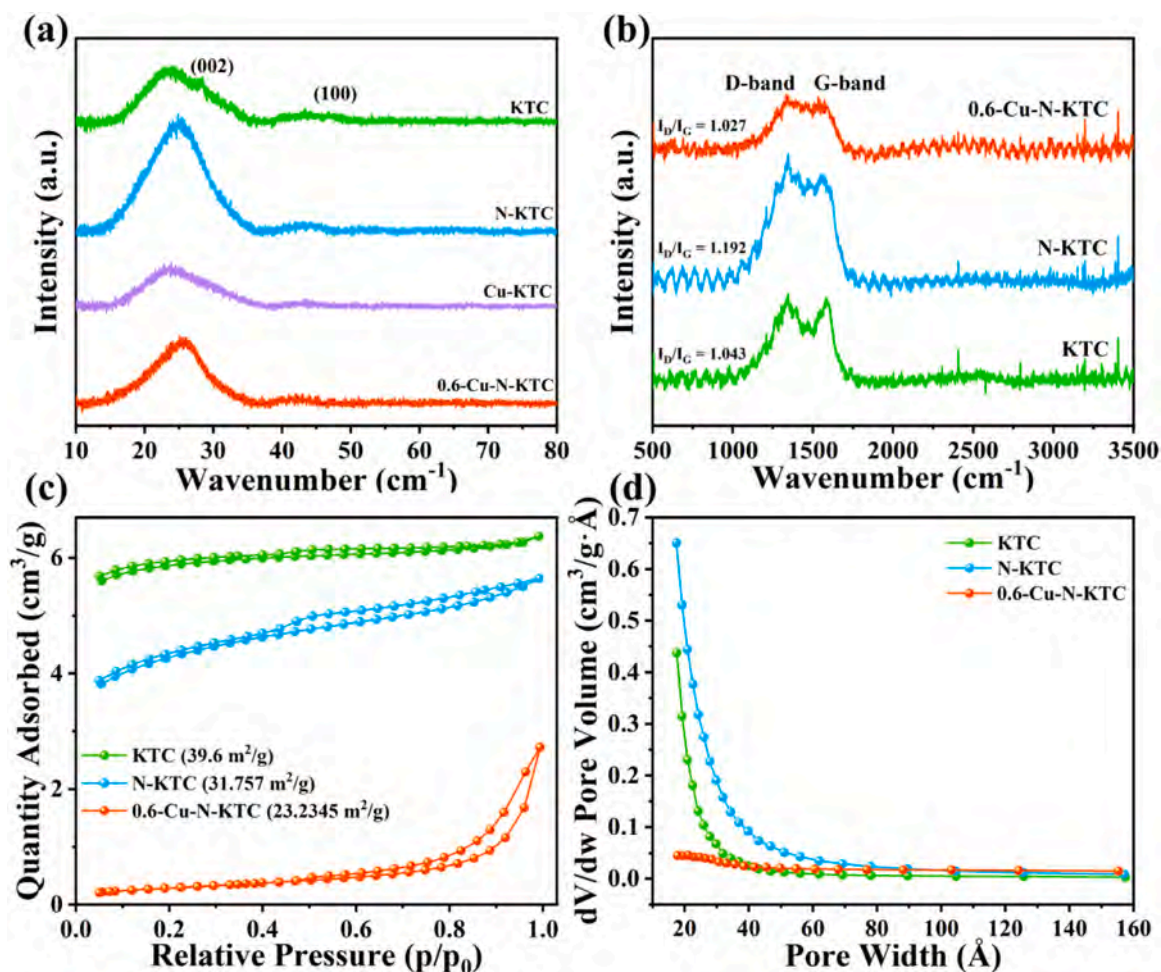 (a)
(002)
(100)
KTC
N-KTC
Cu-KTC
0.6-Cu-N-KTC
Intensity (a.u.)
10 20 30 40 50 60 70 80
Wavenumber (cm⁻¹)
(b)
D-band G-band
I_D/I_G = 1.027
0.6-Cu-N-KTC
I_D/I_G = 1.192
N-KTC
I_D/I_G = 1.043
KTC
Intensity (a.u.)
500 1000 1500 2000 2500 3000 3500
Wavenumber (cm⁻¹)
(c)
Quantity Adsorbed (cm³/g)
6
4
2
0
KTC (39.6 m²/g)
N-KTC (31.757 m²/g)
0.6-Cu-N-KTC (23.2345 m²/g)
0.0 0.2 0.4 0.6 0.8 1.0
Relative Pressure (p/p₀)
(d)
dV/dw Pore Volume (cm³/g·Å)
0.7
0.6
0.5
0.4
0.3
0.2
0.1
0.0
KTC
N-KTC
0.6-Cu-N-KTC
20 40 60 80 100 120 140 160
Pore Width (Å)